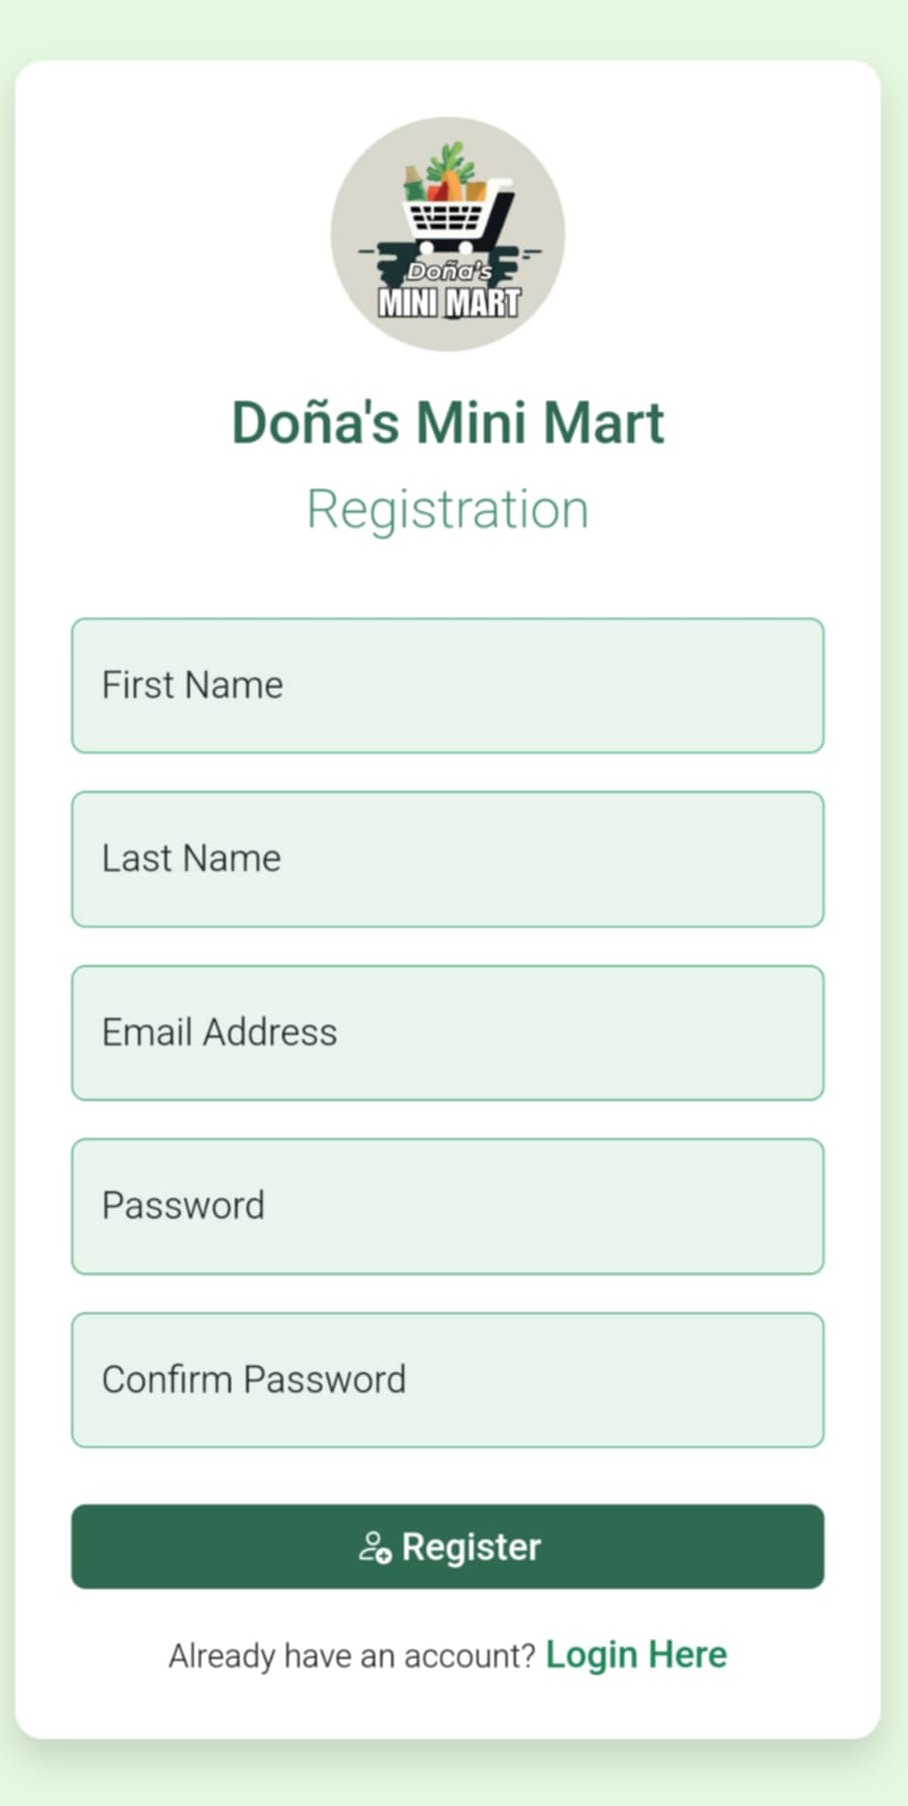 Doña's
MINI MART
Doña's Mini Mart
Registration
First Name
Last Name
Email Address
Password
Confirm Password
Register
Already have an account? Login Here